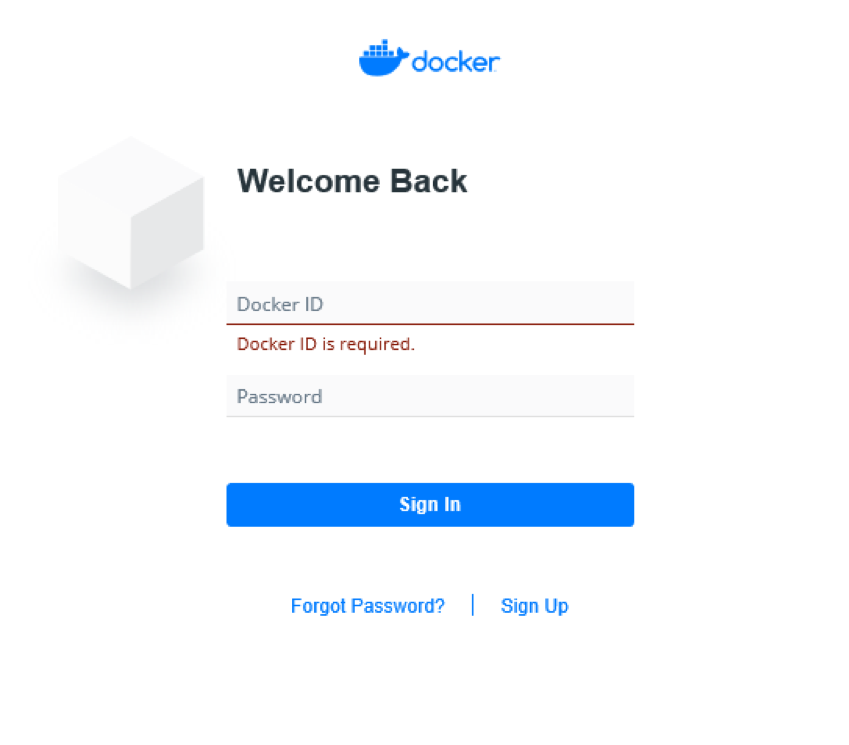 docker
Welcome Back
Docker ID
Docker ID is required.
Password
Sign In
Forgot Password? | Sign Up